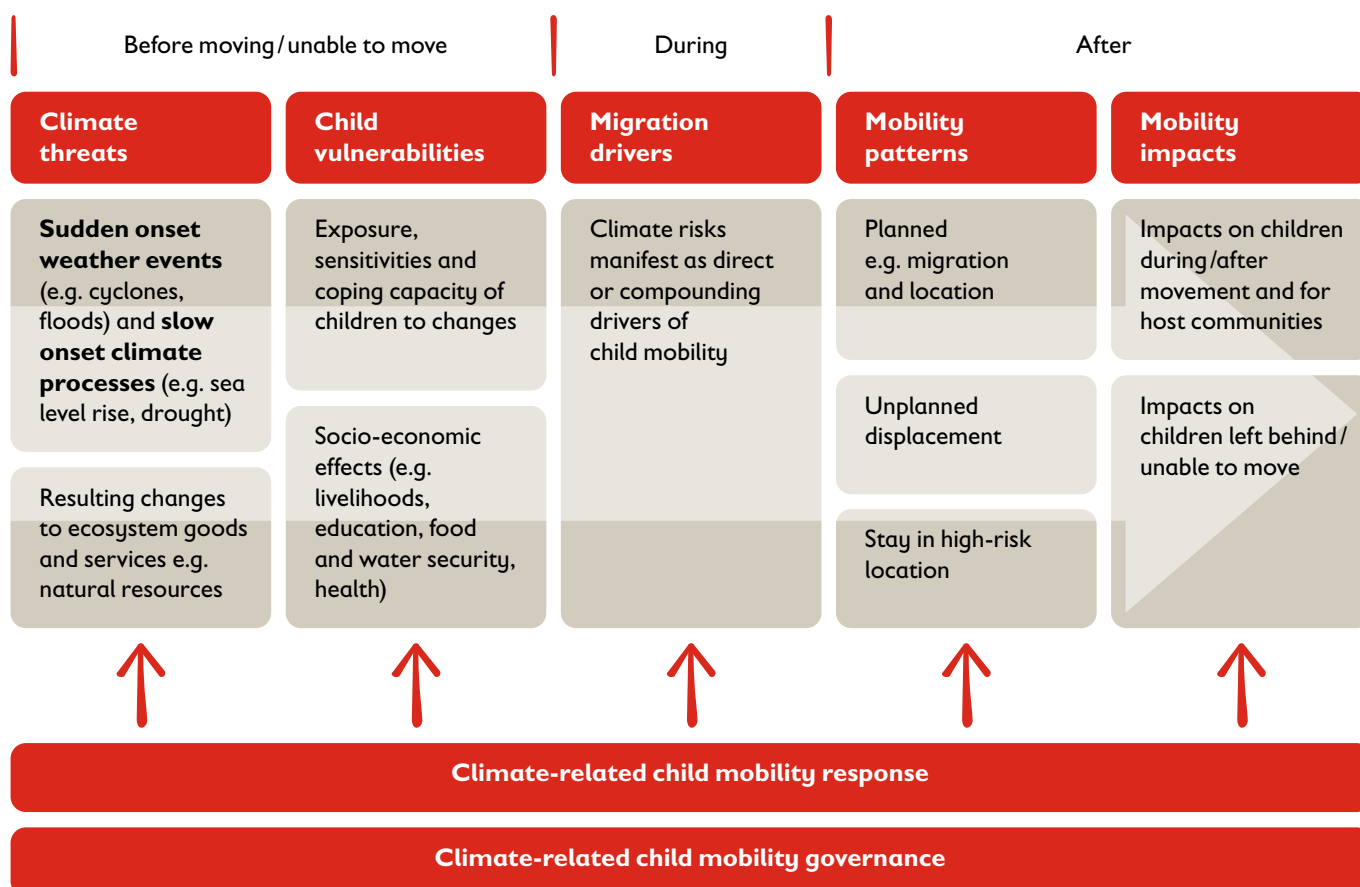 Before moving/unable to move
During
After
Climate
threats
Child
vulnerabilities
Migration
drivers
Mobility
patterns
Mobility
impacts
Sudden onset
weather events
(e.g. cyclones,
floods) and slow
onset climate
processes (e.g. sea
level rise, drought)
Resulting changes
to ecosystem goods
and services e.g.
natural resources
Exposure,
sensitivities and
coping capacity of
children to changes
Socio-economic
effects (e.g.
livelihoods,
education, food
and water security,
health)
Climate risks
manifest as direct
or compounding
drivers of
child mobility
Planned
e.g. migration
and location
Unplanned
displacement
Stay in high-risk
location
Impacts on children
during/after
movement and for
host communities
Impacts on
children left behind/
unable to move
Climate-related child mobility response
Climate-related child mobility governance